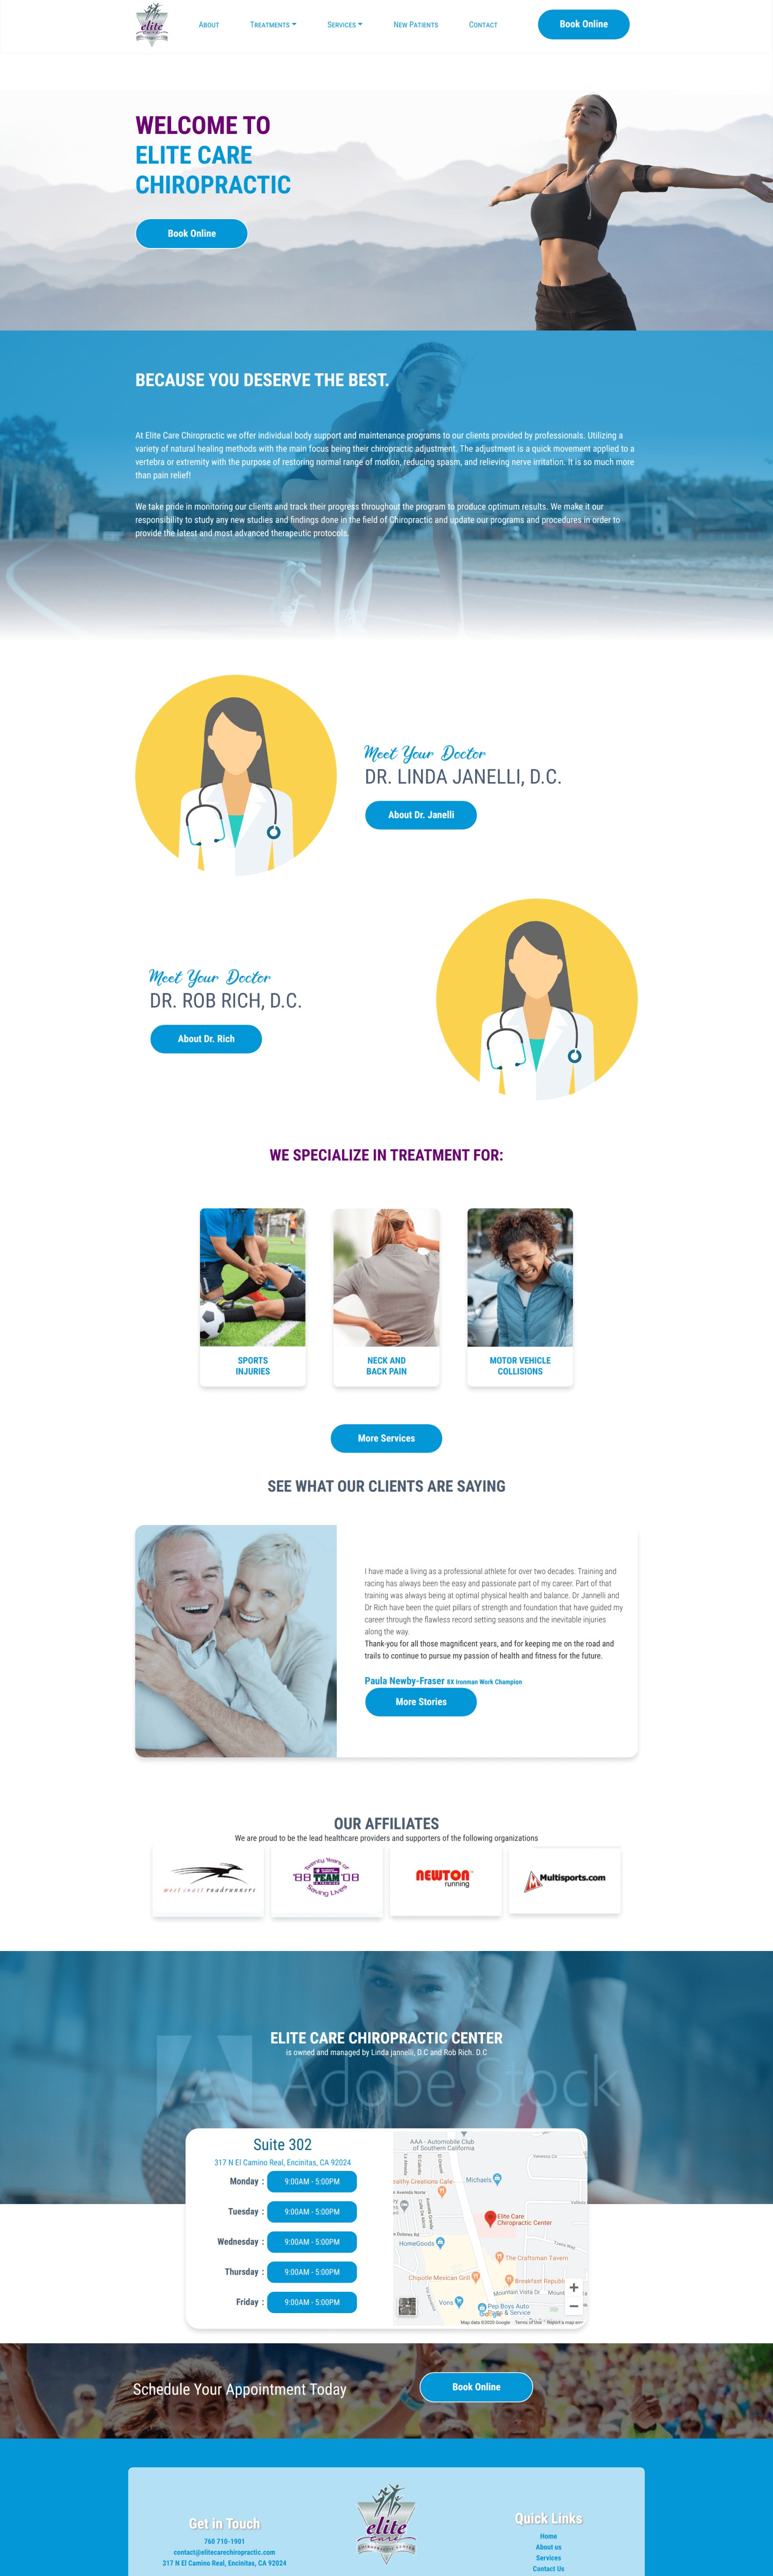 elite
Care
ABOUT
TREATMENTS
SERVICES
NEW PATIENTS
CONTACT
Book Online
WELCOME TO
ELITE CARE
CHIROPRACTIC
Book Online
BECAUSE YOU DESERVE THE BEST.
At Elite Care Chiropractic we offer individual body support and maintenance programs to our clients provided by professionals. Utilizing a
variety of natural healing methods with the main focus being their chiropractic adjustment. The adjustment is a quick movement applied to a
vertebra or extremity with the purpose of restoring normal range of motion, reducing spasm, and relieving nerve irritation. It is so much more
than pain relief!
We take pride in monitoring our clients and track their progress throughout the program to produce optimum results. We make it our
responsibility to study any new studies and findings done in the field of Chiropractic and update our programs and procedures in order to
provide the latest and most advanced therapeutic protocols.
Meet Your Doctor
DR. LINDA JANELLI, D.C.
About Dr. Janelli
Meet Your Doctor
DR. ROB RICH, D.C.
About Dr. Rich
WE SPECIALIZE IN TREATMENT FOR:
SPORTS
INJURIES
NECK AND
BACK PAIN
MOTOR VEHICLE
COLLISIONS
More Services
SEE WHAT OUR CLIENTS ARE SAYING
I have made a living as a professional athlete for over two decades. Training and
racing has always been the easy and passionate part of my career. Part of that
training was always being at optimal physical health and balance. Dr Jannelli and
Dr Rich have been the quiet pillars of strength and foundation that have guided my
career through the flawless record setting seasons and the inevitable injuries
along the way.
Thank-you for all those magnificent years, and for keeping me on the road and
trails to continue to pursue my passion of health and fitness for the future.
Paula Newby-Fraser 8X Ironman Work Champion
More Stories
OUR AFFILIATES
We are proud to be the lead healthcare providers and supporters of the following organizations
west coast roadrunners
Twenty Years of
'88 TEAM '08
Saving Lives
NEWTON
running
Multisports.com
ELITE CARE CHIROPRACTIC CENTER
is owned and managed by Linda jannelli, D.C and Rob Rich. D.C
Adobe Stock
Suite 302
317 N El Camino Real, Encinitas, CA 92024
Monday :
9:00AM - 5:00PM
Tuesday :
9:00AM - 5:00PM
Wednesday :
9:00AM - 5:00PM
Thursday :
9:00AM - 5:00PM
Friday :
9:00AM - 5:00PM
AAA - Automobile Club
of Southern California
Michaels
ealthy Creations Cafe
Elite Care
Chiropractic Center
HomeGoods
The Craftsman Tavern
Chipotle Mexican Grill
Breakfast Republi
Mountain Vista Dr
Vons
Pep Boys Auto
Parts & Service
Google
Map data ©2020 Google
Terms of Use
Report a map error
Schedule Your Appointment Today
Book Online
Get in Touch
760 710-1901
contact@elitecarechiropractic.com
317 N El Camino Real, Encinitas, CA 92024
elite
Care
CHIROPRACTIC CENTER
Quick Links
Home
About us
Services
Contact Us